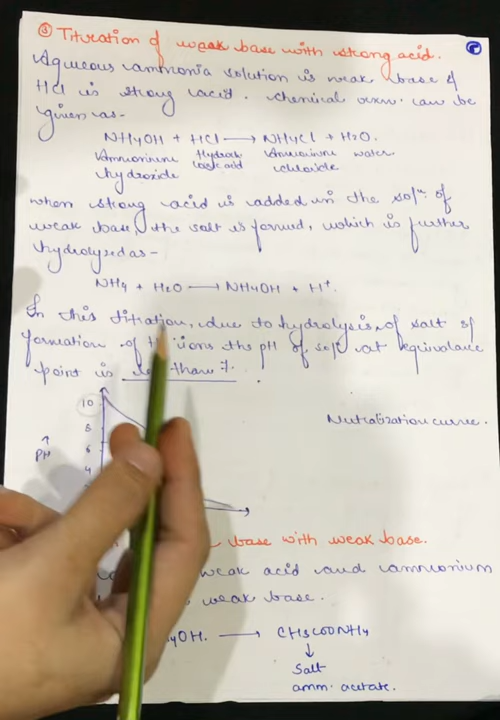 ③ Titration of weak base with strong acid.
Aqueous ammonia solution is weak base &
HCl is strong acid. chemical rxn. can be
given as-
NH4OH + HCl → NH4Cl + H2O.
Ammonium Hydrochl Ammonium water
hydroxide oric acid chloride
when strong acid is added in the solⁿ. of
weak base, the salt is formed, which is further
hydrolyzed as-
NH4 + H2O → NH4OH + H+.
In this titration, due to hydrolysis of salt &
formation of ions the pH of solⁿ at equivalance
point is less than 7.
Neutralization curve.
10
8
6
4
2
↑
PH
base with weak base.
weak acid and ammonium
weak base.
OH. → CH3COONH4
↓
Salt
amm. acetate.